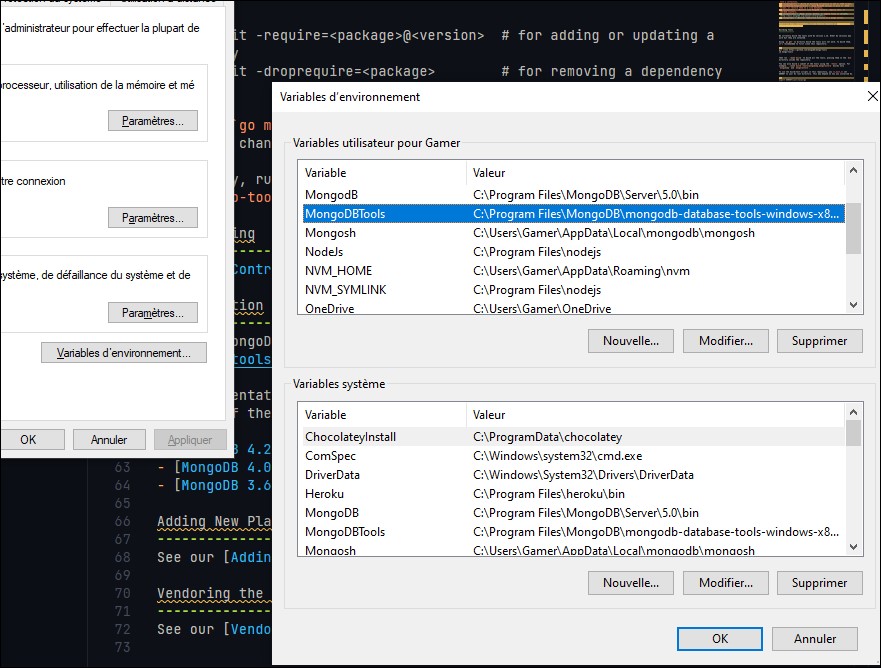 'administrateur pour effectuer la plupart de
rocesseur, utilisation de la mémoire et mé
Paramètres...
tre connexion
Paramètres...
système, de défaillance du système et de
Paramètres...
Variables d'environnement...
OK
Annuler
Appliquer
it -require=<package>@<version>  # for adding or updating a
y
it -droprequire=<package>        # for removing a dependency
go m
chan
y, ru
o-too
ing
Contr
tion
ongoD
tools
entat
f the
B 4.2
63 - [MongoDB 4.0
64 - [MongoDB 3.6
65
66 Adding New Pla
67 --------------
68 See our [Addin
69
70 Vendoring the
71 --------------
72 See our [Vendo
73
Variables d'environnement
Variables utilisateur pour Gamer
Variable Valeur
MongodB C:\Program Files\MongoDB\Server\5.0\bin
MongoDBTools C:\Program Files\MongoDB\mongodb-database-tools-windows-x8...
Mongosh C:\Users\Gamer\AppData\Local\mongodb\mongosh
NodeJs C:\Program Files\nodejs
NVM_HOME C:\Users\Gamer\AppData\Roaming\nvm
NVM_SYMLINK C:\Program Files\nodejs
OneDrive C:\Users\Gamer\OneDrive
Nouvelle... Modifier... Supprimer
Variables système
Variable Valeur
ChocolateyInstall C:\ProgramData\chocolatey
ComSpec C:\Windows\system32\cmd.exe
DriverData C:\Windows\System32\Drivers\DriverData
Heroku C:\Program Files\heroku\bin
MongoDB C:\Program Files\MongoDB\Server\5.0\bin
MongoDBTools C:\Program Files\MongoDB\mongodb-database-tools-windows-x8...
Mongosh C:\Users\Gamer\AppData\Local\mongodb\mongosh
Nouvelle... Modifier... Supprimer
OK Annuler